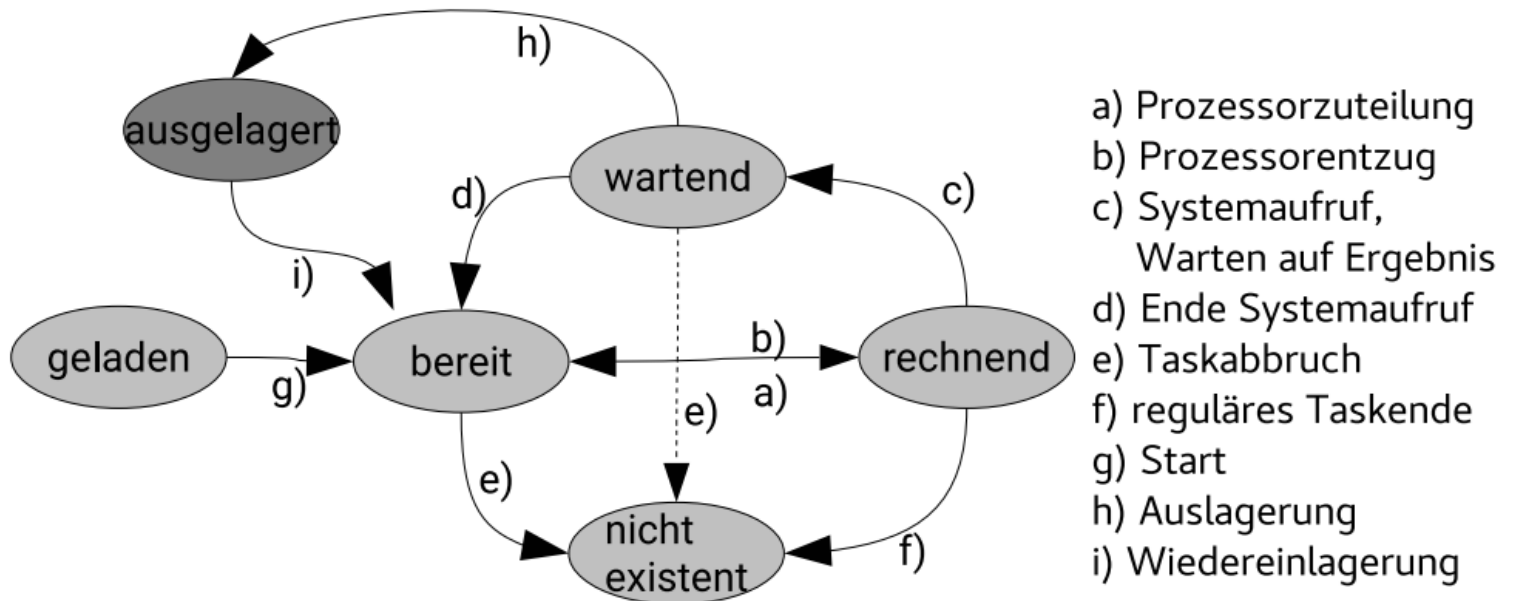 h)
ausgelagert
wartend
d)
c)
i)
geladen
g)
bereit
b)
a)
rechnend
e)
e)
nicht
existent
f)
a) Prozessorzuteilung
b) Prozessorentzug
c) Systemaufruf,
Warten auf Ergebnis
d) Ende Systemaufruf
e) Taskabbruch
f) reguläres Taskende
g) Start
h) Auslagerung
i) Wiedereinlagerung